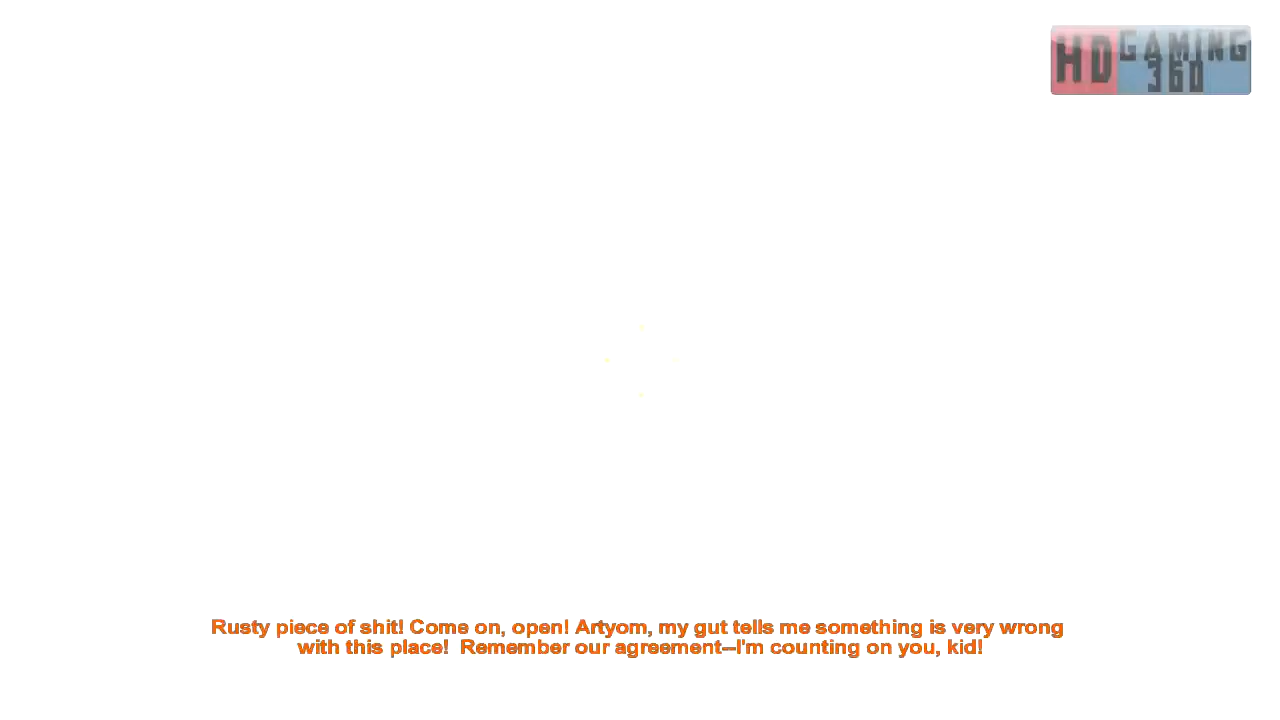 HD GAMING
360
Rusty piece of shit! Come on, open! Artyom, my gut tells me something is very wrong
with this place!  Remember our agreement--I'm counting on you, kid!